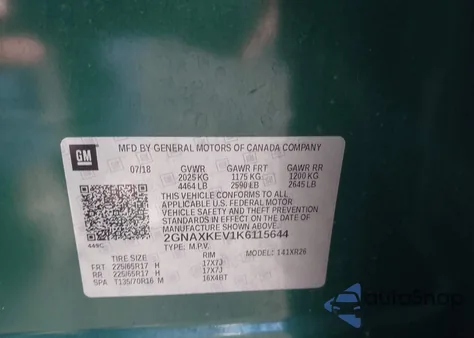 GM
MFD BY GENERAL MOTORS OF CANADA COMPANY
07/18 GVWR GAWR FRT GAWR RR
2025 KG 1175 KG 1200 KG
4464 LB 2590 LB 2645 LB
THIS VEHICLE CONFORMS TO ALL
APPLICABLE U.S. FEDERAL MOTOR
VEHICLE SAFETY AND THEFT PREVENTION
STANDARDS IN EFFECT ON THE DATE OF
MANUFACTURE SHOWN ABOVE.
449C 2GNAXKEV1K6115644
TYPE: M.P.V. MODEL: 141XR26
TIRE SIZE RIM
FRT 225/65R17 H 17X7J
RR 225/65R17 H 17X7J
SPA T135/70R16 M 16X4BT
AutoSnap